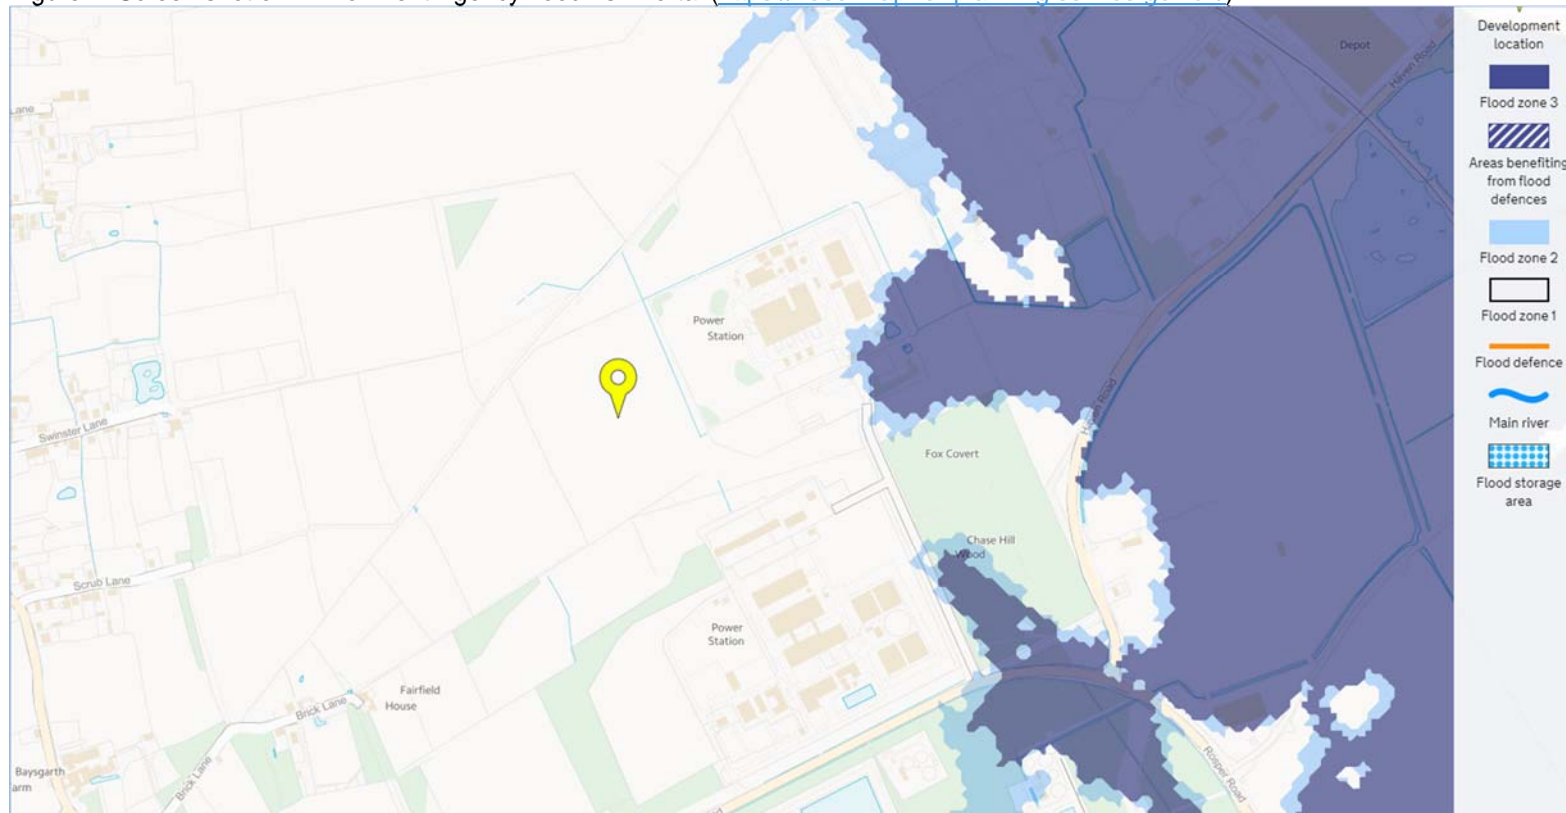 Development
location
Flood zone 3
Areas benefiting
from flood
defences
Flood zone 2
Flood zone 1
Flood defence
Main river
Flood storage
area
Depot
Haven Road
Lane
Power
Station
Swinster Lane
Haven Road
Fox Covert
Chase Hill
Wood
Scrub Lane
Power
Station
Fairfield
House
Brick Lane
Rosper Road
Baysgarth
Brick Lane